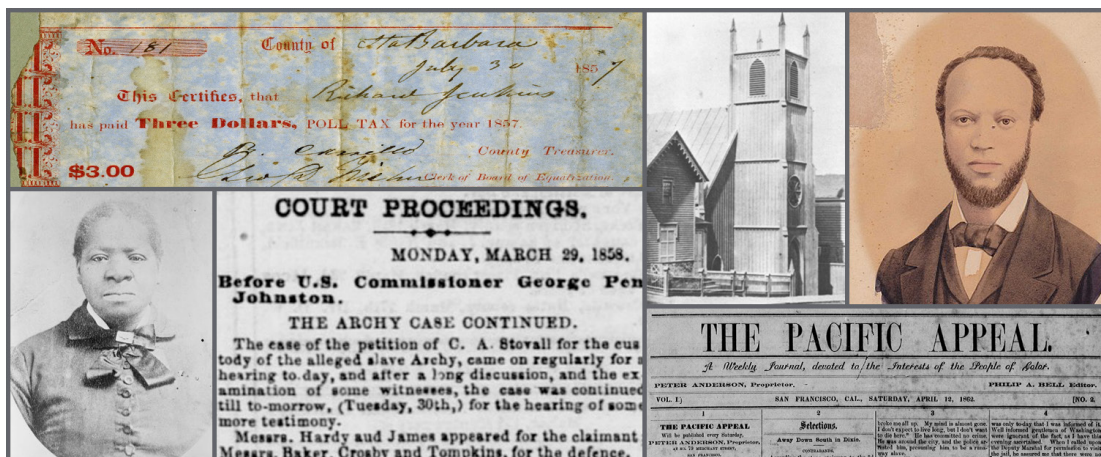 No. 181 County of Sta Barbara
July 30 1857
This Certifies, that Richard Jenkins
has paid Three Dollars, POLL TAX for the year 1857.
County Treasurer.
$3.00 Clerk of Board of Equalization.
COURT PROCEEDINGS.
MONDAY, MARCH 29, 1858.
Before U.S. Commissioner George Pen
Johnston.
THE ARCHY CASE CONTINUED.
The case of the petition of C. A. Stovall for the cus
tody of the alleged slave Archy, came on regularly for a
hearing to.day, and after a long discussion, and the ex
amination of some witnesses, the case was continued
till to-morrow, (Tuesday, 30th,) for the hearing of some
more testimony.
Messrs. Hardy and James appeared for the claimant
Messrs. Baker, Crosby and Tompkins, for the defence.
THE PACIFIC APPEAL.
A Weekly Journal, devoted to the Interests of the People of Color.
PETER ANDERSON, Proprietor. PHILIP A. BELL Editor.
VOL. I) SAN FRANCISCO, CAL., SATURDAY, APRIL 12, 1862. [NO. 2.
1 2 3 4
THE PACIFIC APPEAL
Will be published every Saturday,
PETER ANDERSON, Proprietor,
Selections.
Away Down South in Dixie.